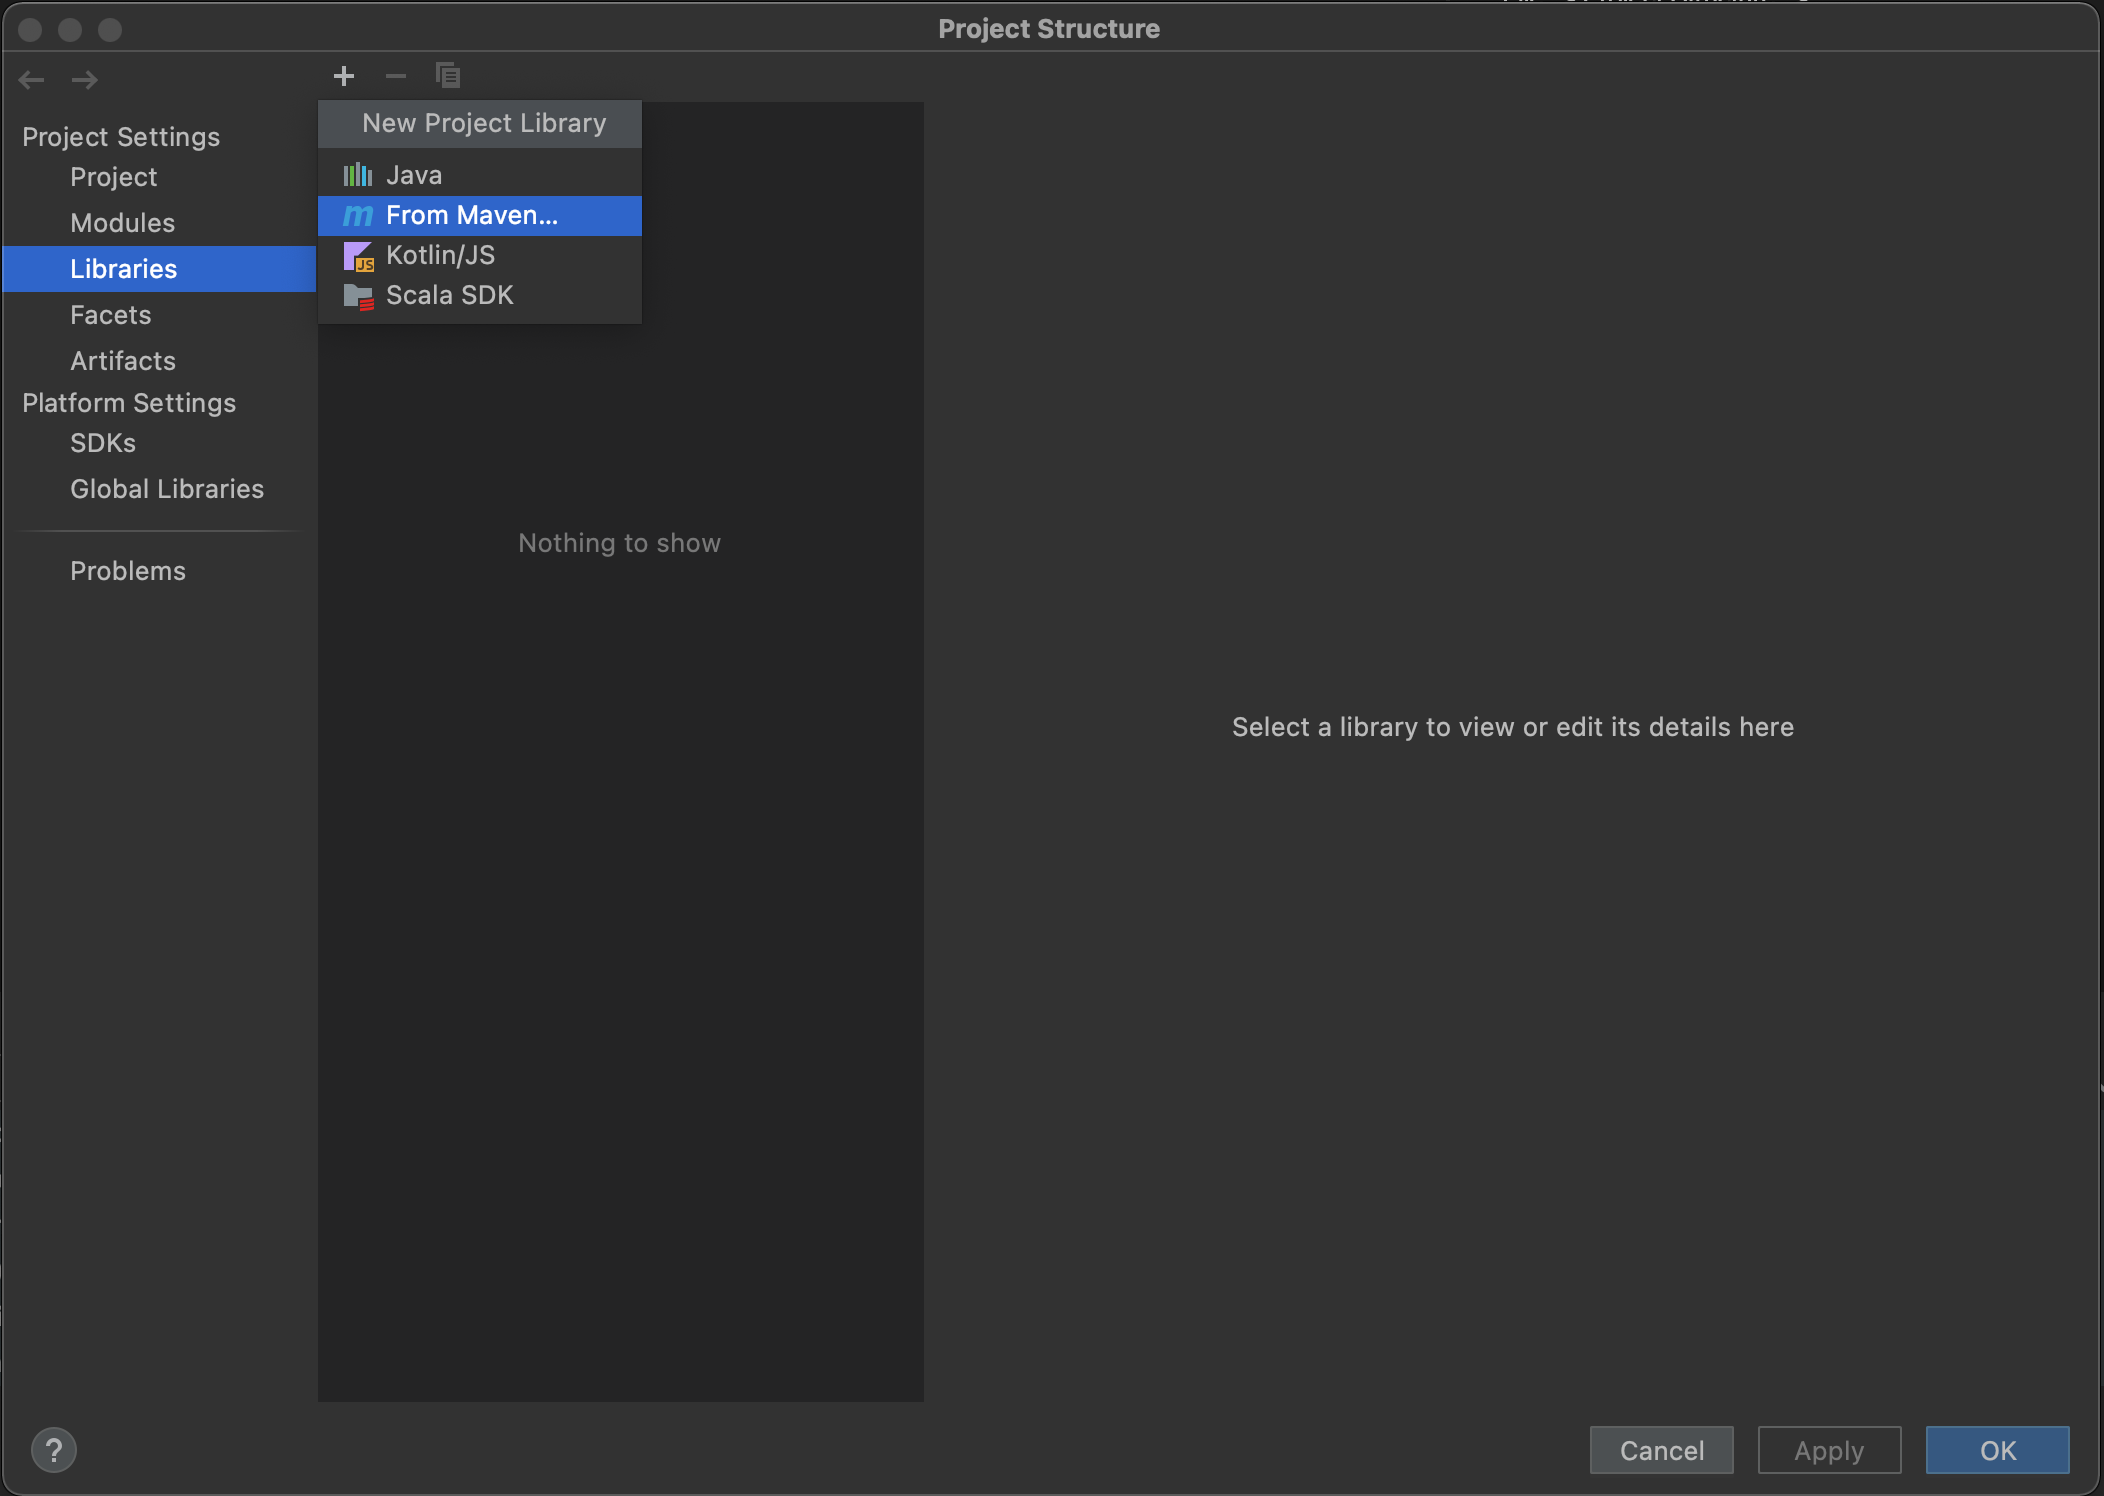 Project Structure
Project Settings
Project
Modules
Libraries
Facets
Artifacts
Platform Settings
SDKs
Global Libraries
Problems
New Project Library
Java
From Maven...
JS Kotlin/JS
Scala SDK
Nothing to show
Select a library to view or edit its details here
?
Cancel
Apply
OK